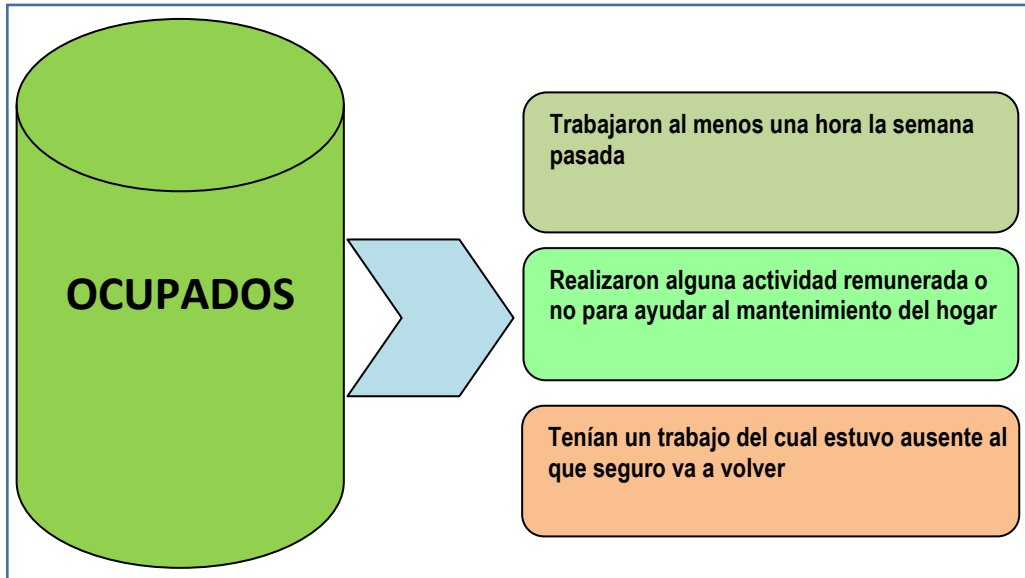 OCUPADOS
Trabajaron al menos una hora la semana
pasada
Realizaron alguna actividad remunerada o
no para ayudar al mantenimiento del hogar
Tenían un trabajo del cual estuvo ausente al
que seguro va a volver